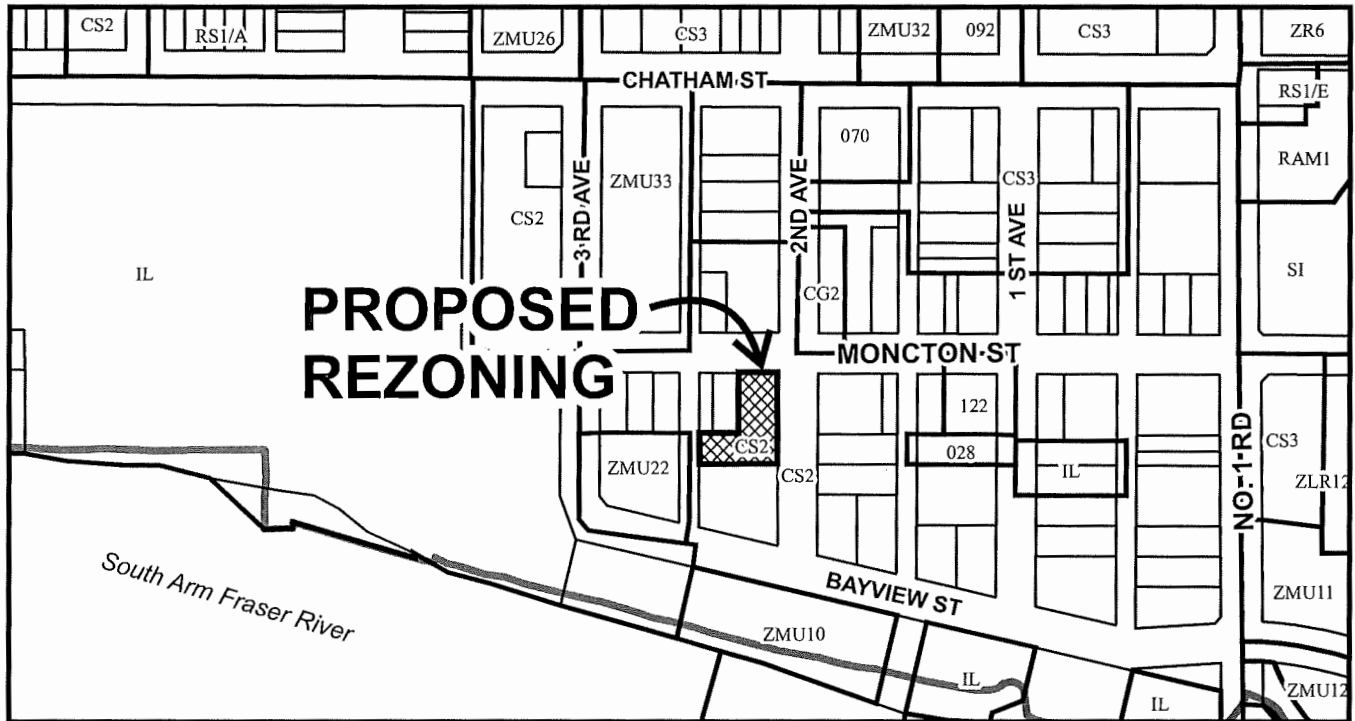 CS2
RS1/A
ZMU26
CS3
ZMU32
092
CS3
ZR6
CHATHAM ST
RS1/E
070
RAM1
ZMU33
CS3
3 RD AVE
2ND AVE
1 ST AVE
CS2
IL
SI
CG2
PROPOSED
REZONING
MONCTON ST
122
CS2
CS3
NO. 1 RD
ZMU22
028
CS2
IL
ZLR12
South Arm Fraser River
BAYVIEW ST
ZMU11
ZMU10
IL
IL
ZMU12